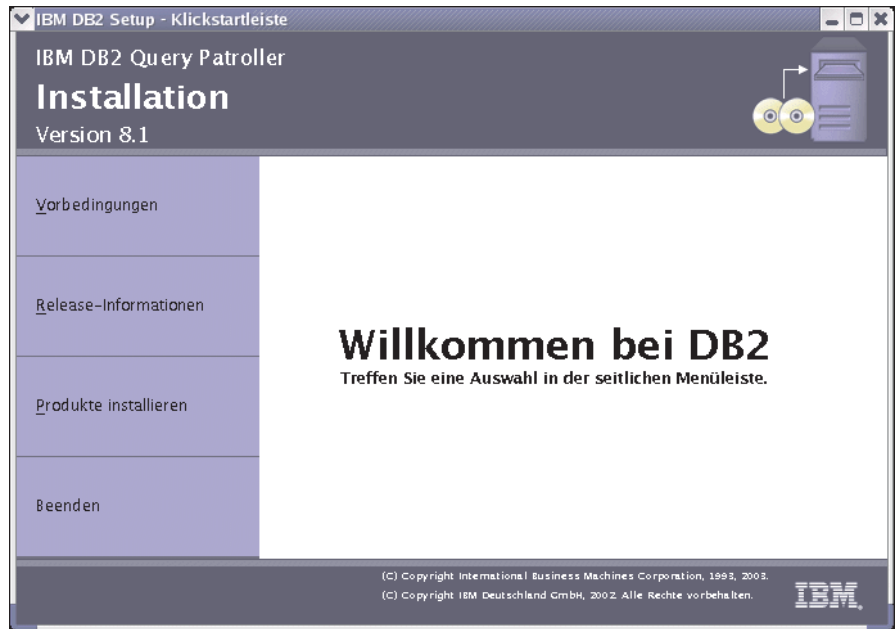 IBM DB2 Setup - Klickstartleiste
IBM DB2 Query Patroller
Installation
Version 8.1
Vorbedingungen
Release-Informationen
Produkte installieren
Beenden
Willkommen bei DB2
Treffen Sie eine Auswahl in der seitlichen Menüleiste.
(C) Copyright International Business Machines Corporation, 1993, 2003.
(C) Copyright IBM Deutschland GmbH, 2002. Alle Rechte vorbehalten.
IBM.